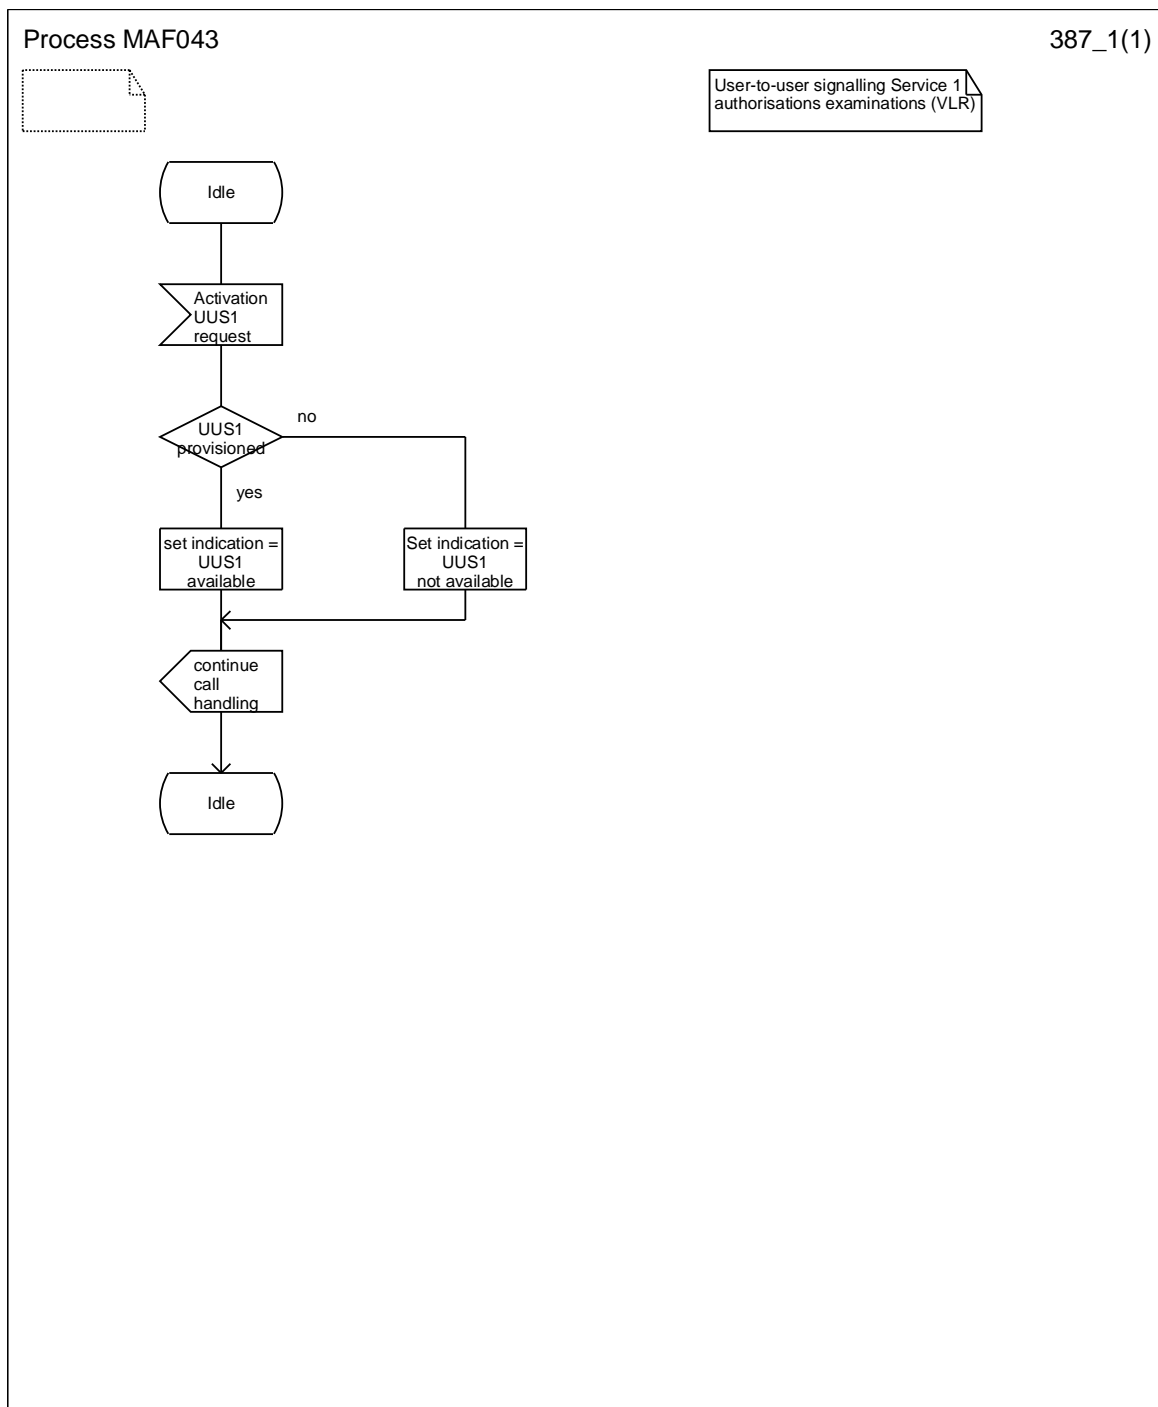 Process MAF043
387_1(1)
User-to-user signalling Service 1
authorisations examinations (VLR)
Idle
Activation
UUS1
request
no
UUS1
provisioned
yes
set indication =
UUS1
available
Set indication =
UUS1
not available
continue
call
handling
Idle